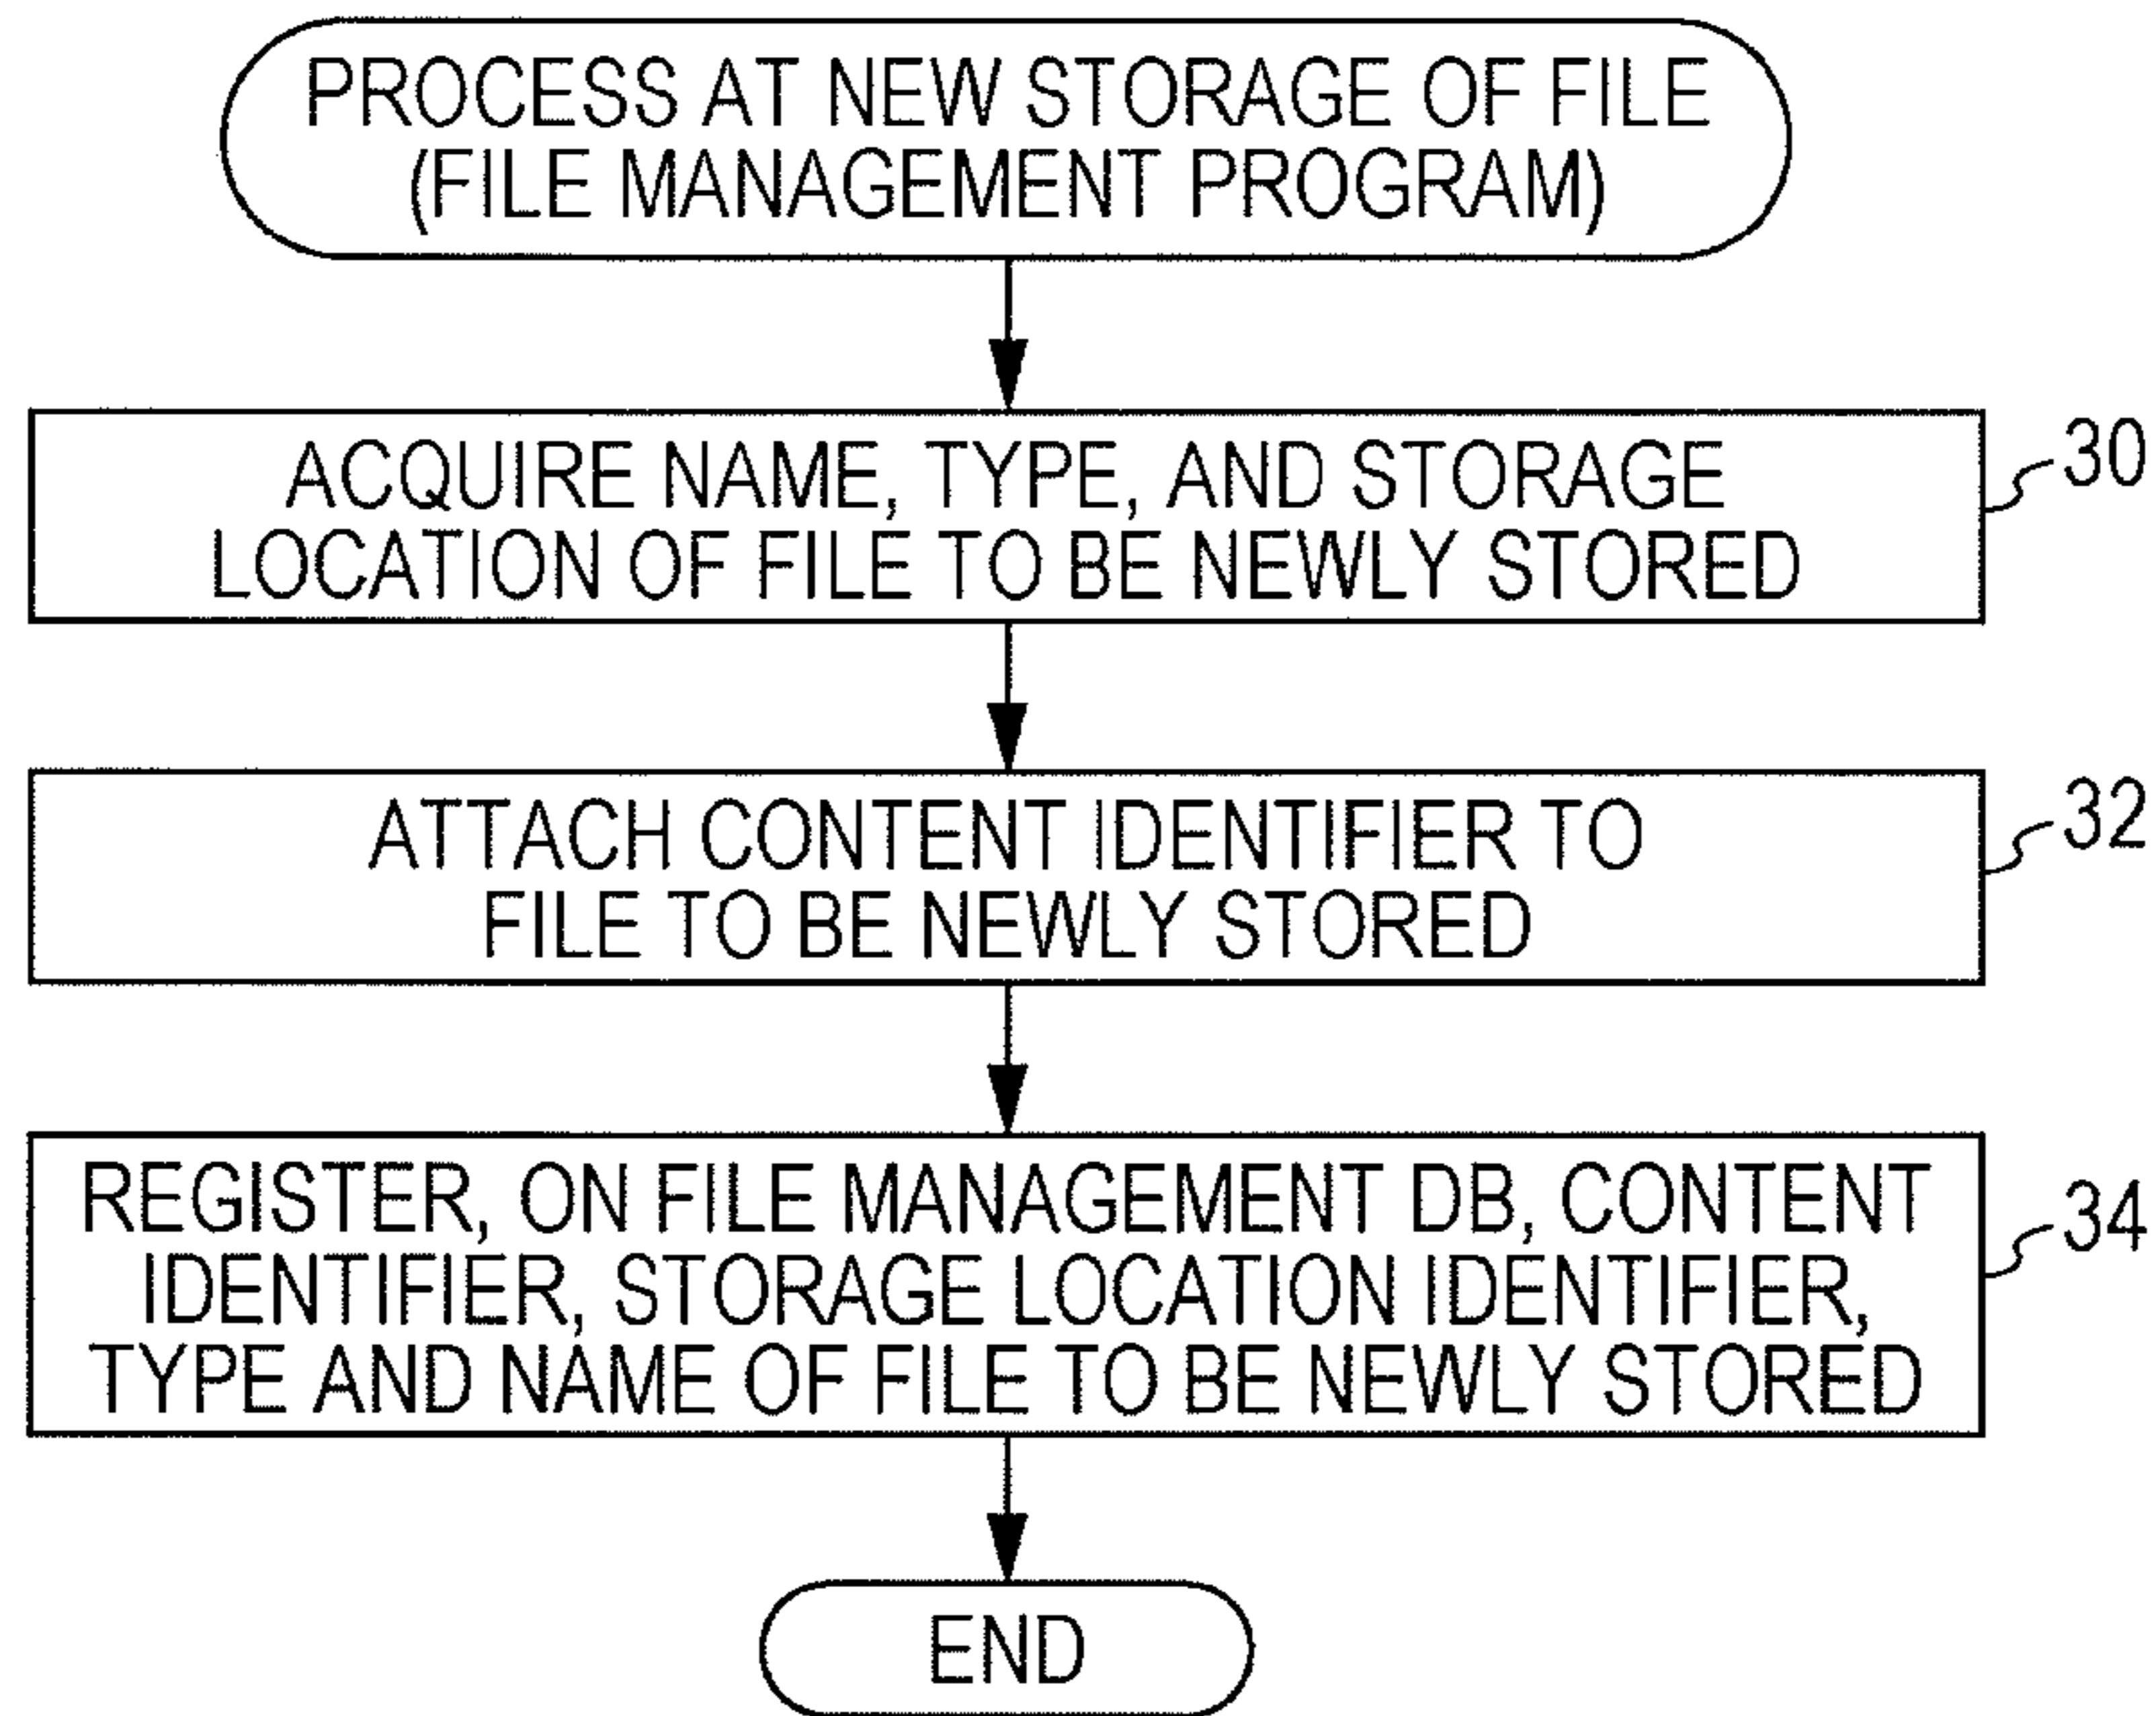 PROCESS AT NEW STORAGE OF FILE
(FILE MANAGEMENT PROGRAM)
ACQUIRE NAME, TYPE, AND STORAGE
LOCATION OF FILE TO BE NEWLY STORED
30
ATTACH CONTENT IDENTIFIER TO
FILE TO BE NEWLY STORED
32
REGISTER, ON FILE MANAGEMENT DB, CONTENT
IDENTIFIER, STORAGE LOCATION IDENTIFIER,
TYPE AND NAME OF FILE TO BE NEWLY STORED
34
END